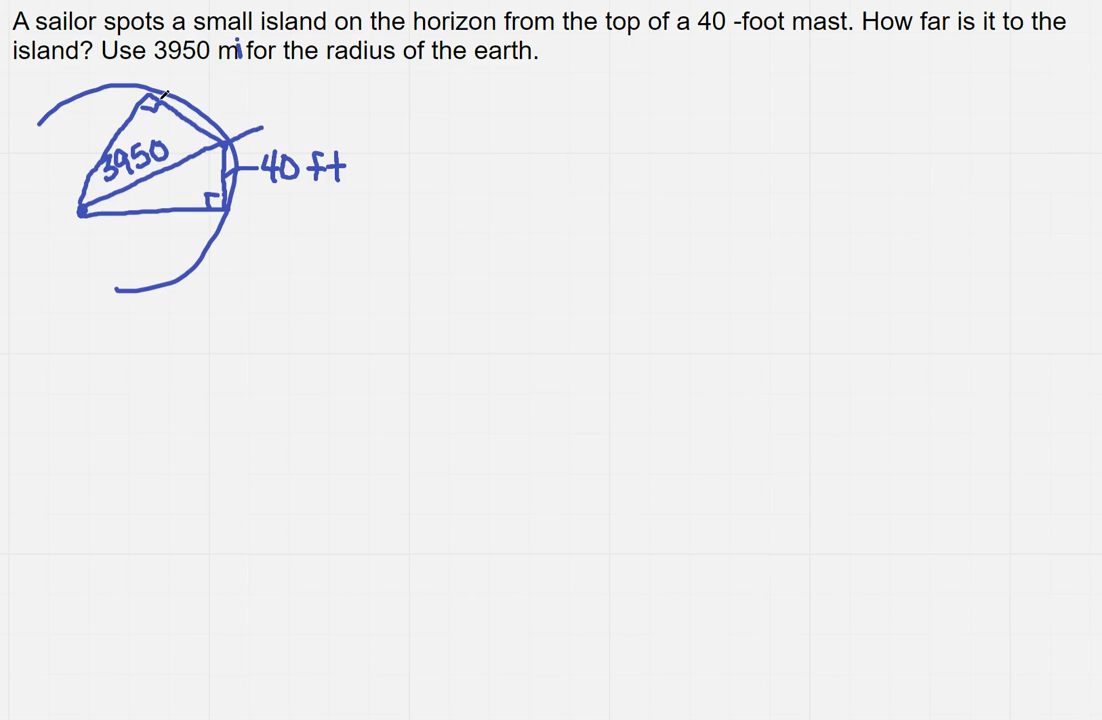 A sailor spots a small island on the horizon from the top of a 40 -foot mast. How far is it to the
island? Use 3950 mi for the radius of the earth.
3950
40 ft